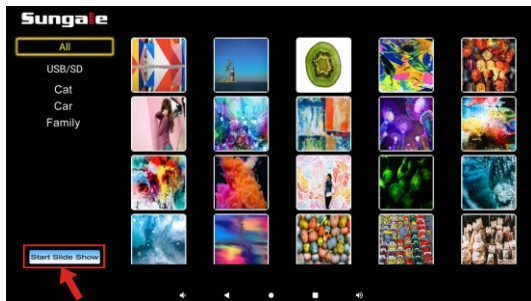 Sungale
All
USB/SD
Cat
Car
Family
Start Slide Show